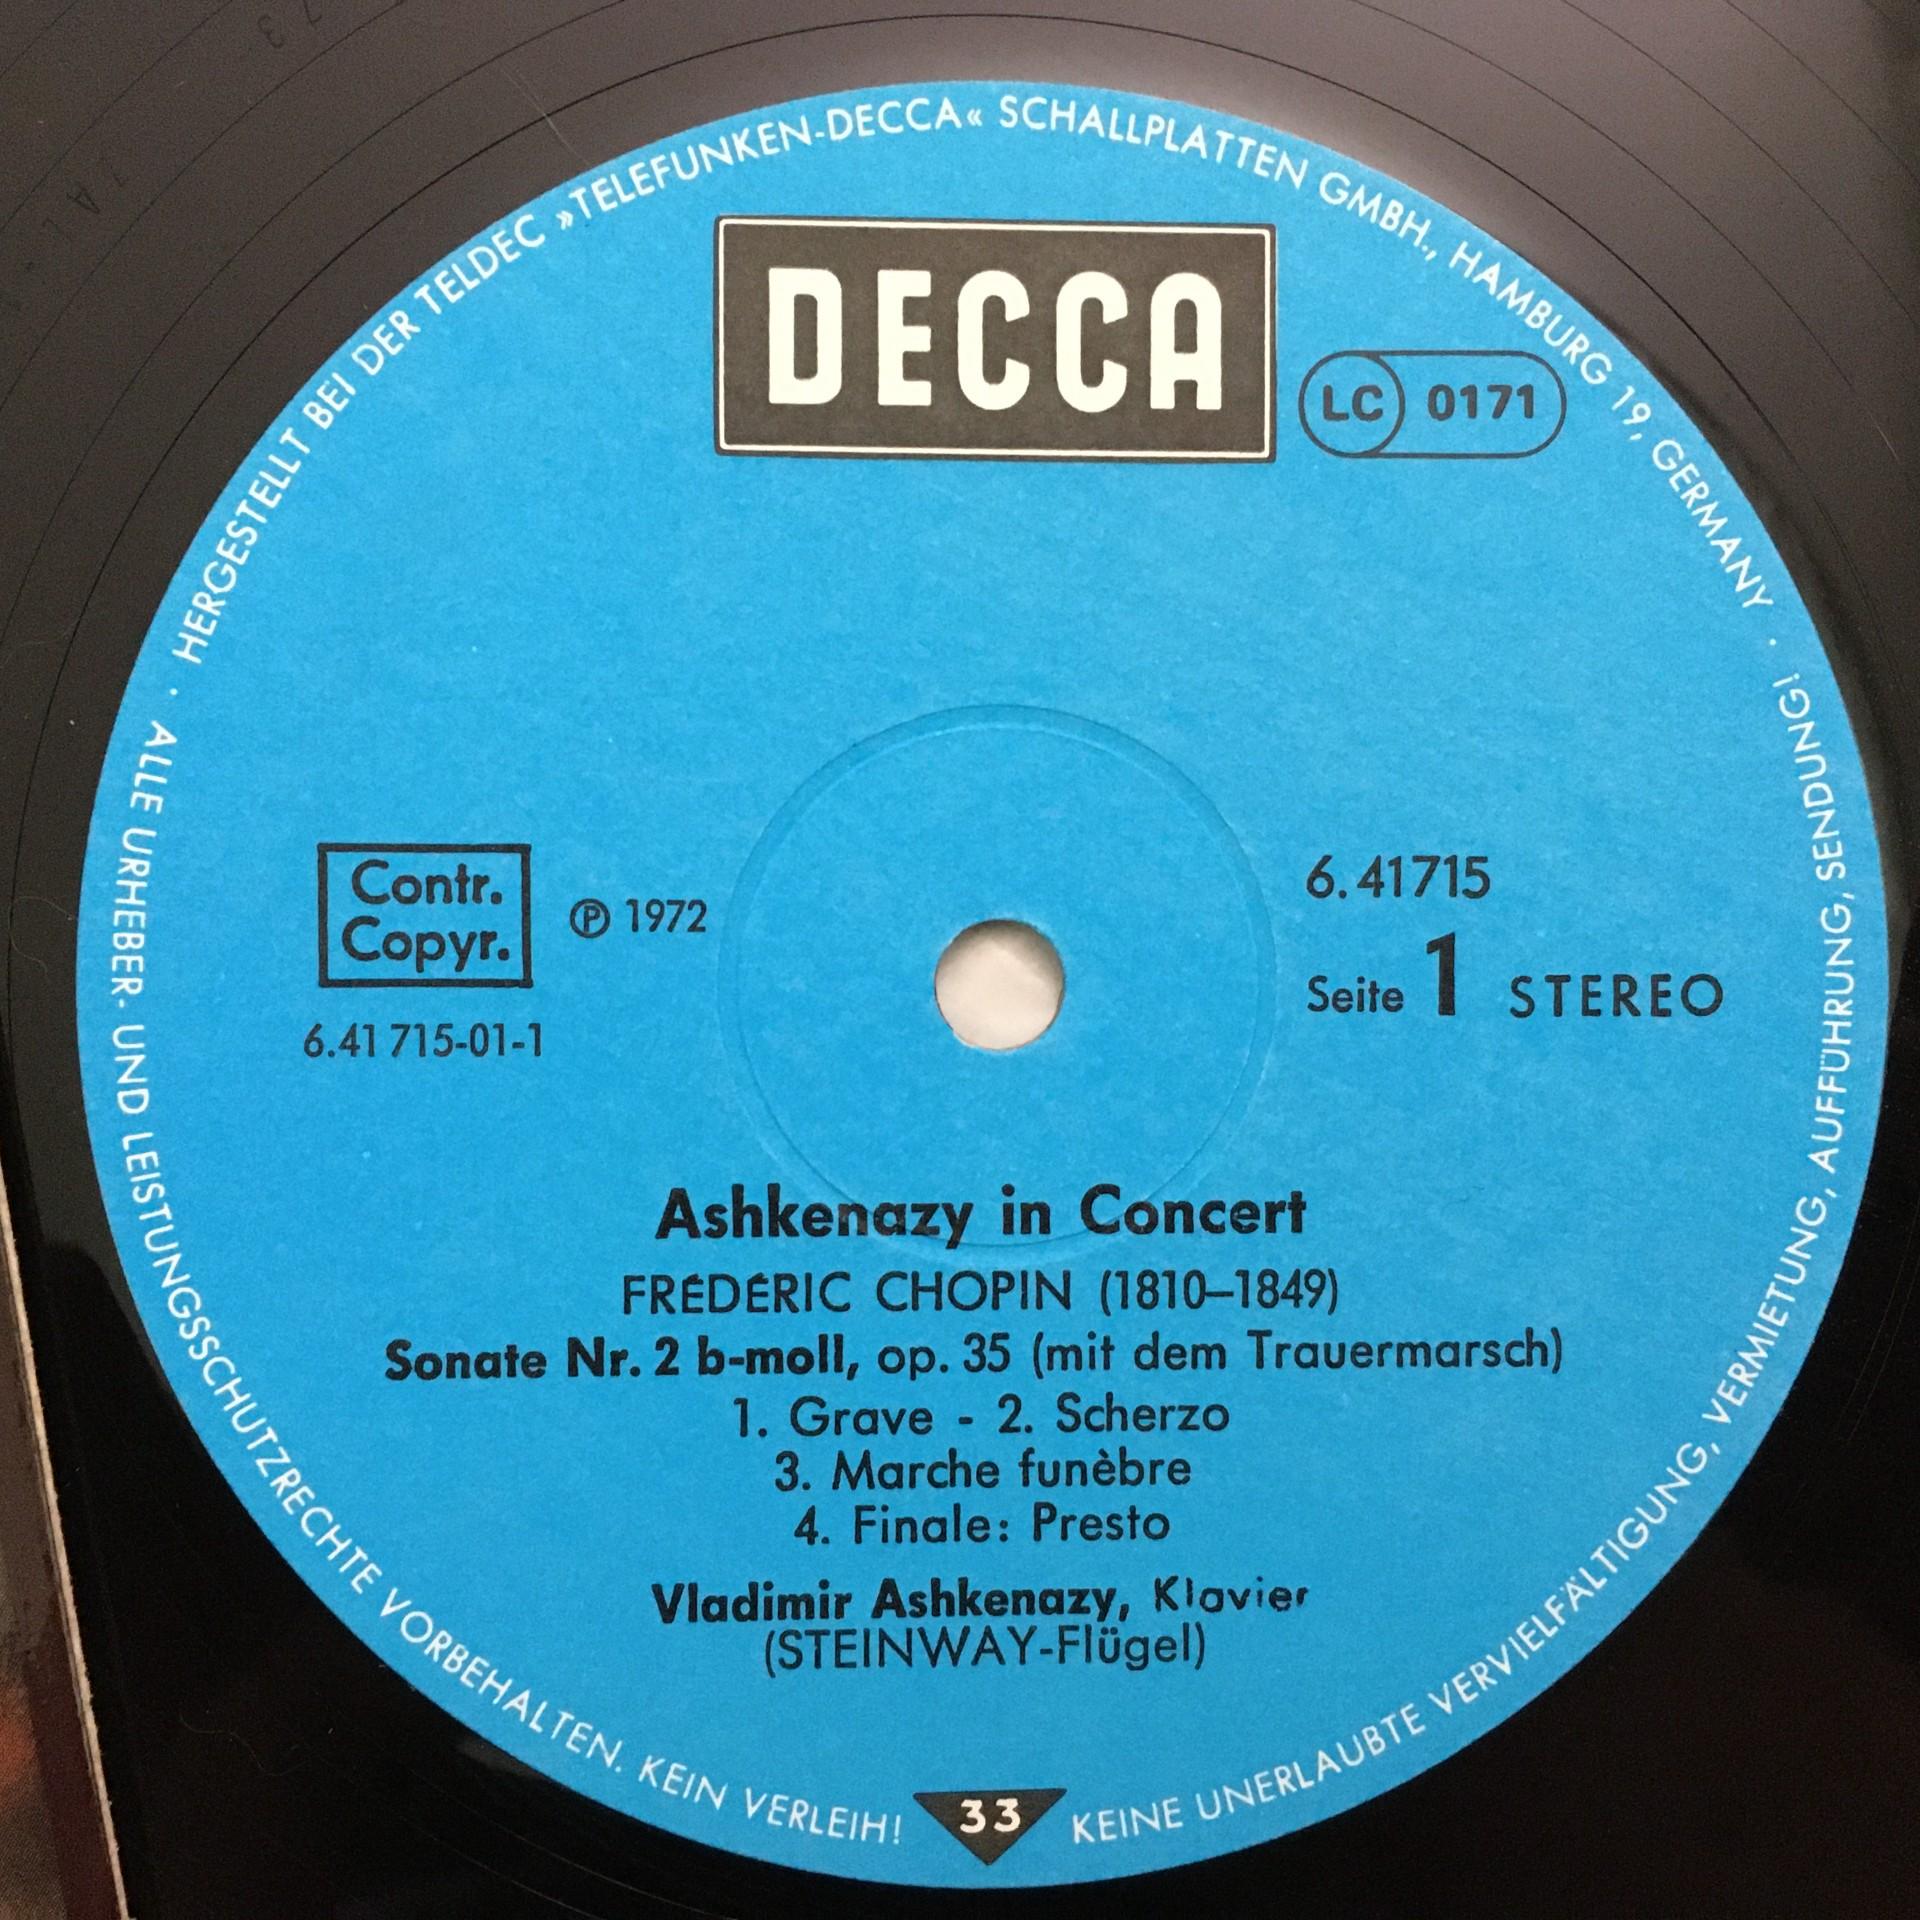 HERGESTELLT BEI DER TELDEC »TELEFUNKEN-DECCA« SCHALLPLATTEN GMBH., HAMBURG 19, GERMANY ·
DECCA
LC 0171
Contr.
Copyr.
Ⓟ 1972
6.41 715-01-1
6.41715
Seite 1 STEREO
Ashkenazy in Concert
FRÉDÉRIC CHOPIN (1810–1849)
Sonate Nr. 2 b-moll, op. 35 (mit dem Trauermarsch)
1. Grave - 2. Scherzo
3. Marche funèbre
4. Finale: Presto
Vladimir Ashkenazy, Klavier
(STEINWAY-Flügel)
· ALLE URHEBER- UND LEISTUNGSSCHUTZRECHTE VORBEHALTEN. KEIN VERLEIH!
33
KEINE UNERLAUBTE VERVIELFÄLTIGUNG, VERMIETUNG, AUFFÜHRUNG, SENDUNG!